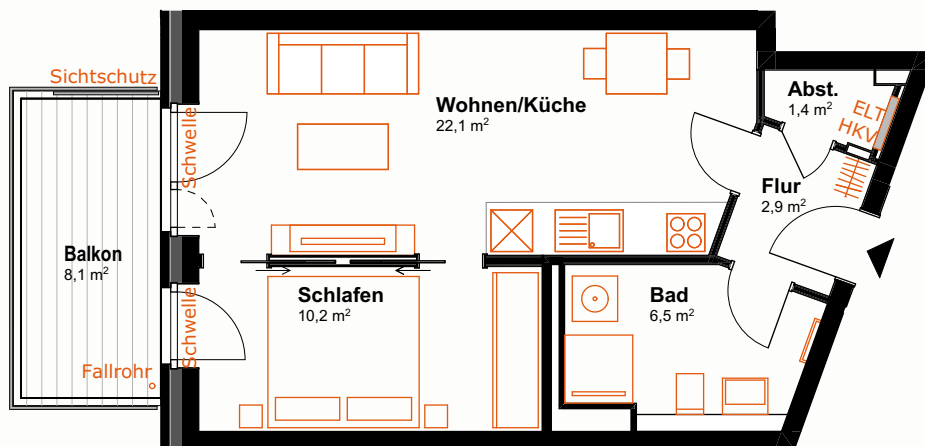 Sichtschutz
Schwelle
Wohnen/Küche
22,1 m²
Abst.
1,4 m²
ELT
HKV
Flur
2,9 m²
Balkon
8,1 m²
Schlafen
10,2 m²
Bad
6,5 m²
Schwelle
Fallrohr